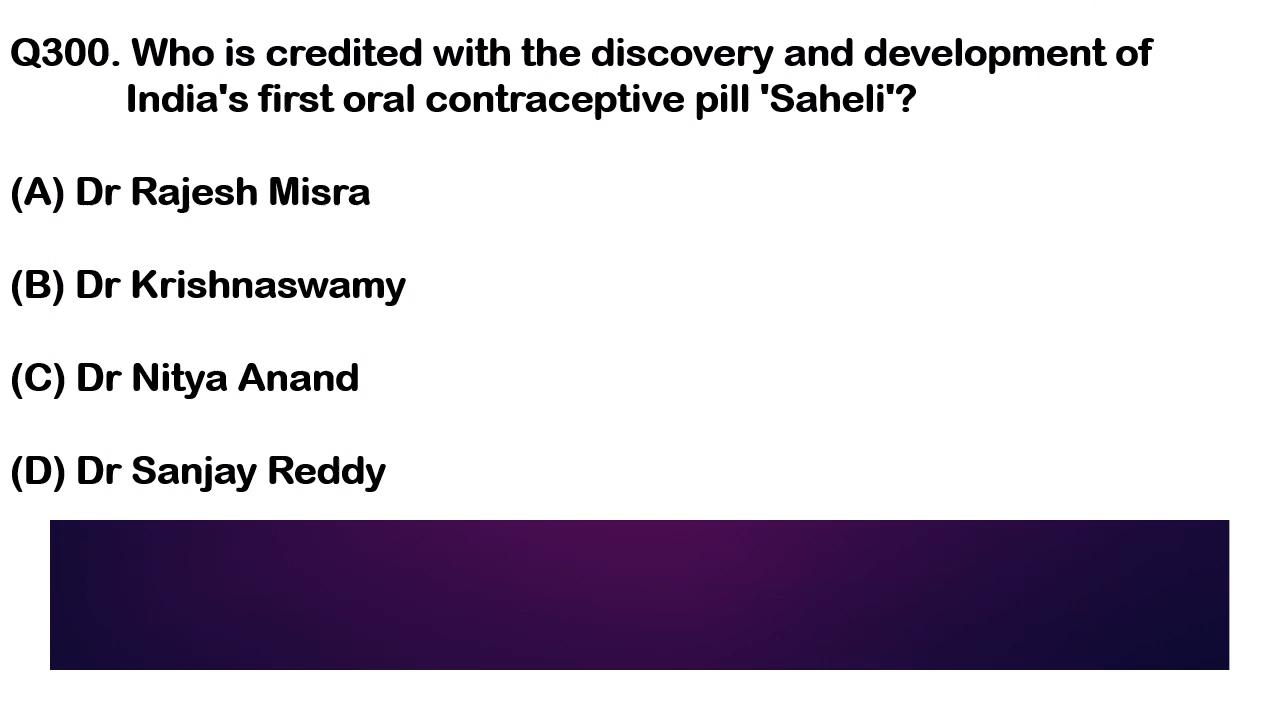 Q300. Who is credited with the discovery and development of
India's first oral contraceptive pill 'Saheli'?
(A) Dr Rajesh Misra
(B) Dr Krishnaswamy
(C) Dr Nitya Anand
(D) Dr Sanjay Reddy